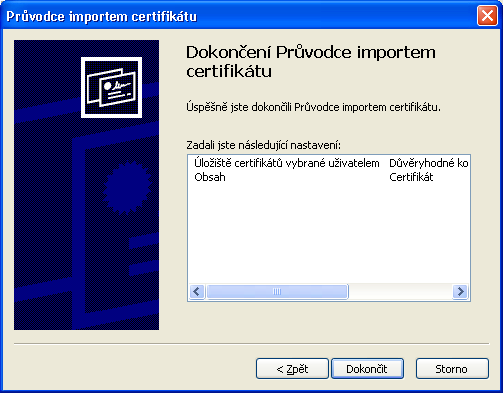 Průvodce importem certifikátu
Dokončení Průvodce importem
certifikátu
Úspěšně jste dokončili Průvodce importem certifikátu.
Zadali jste následující nastavení:
Úložiště certifikátů vybrané uživatelem Důvěryhodné ko
Obsah Certifikát
< Zpět Dokončit Storno